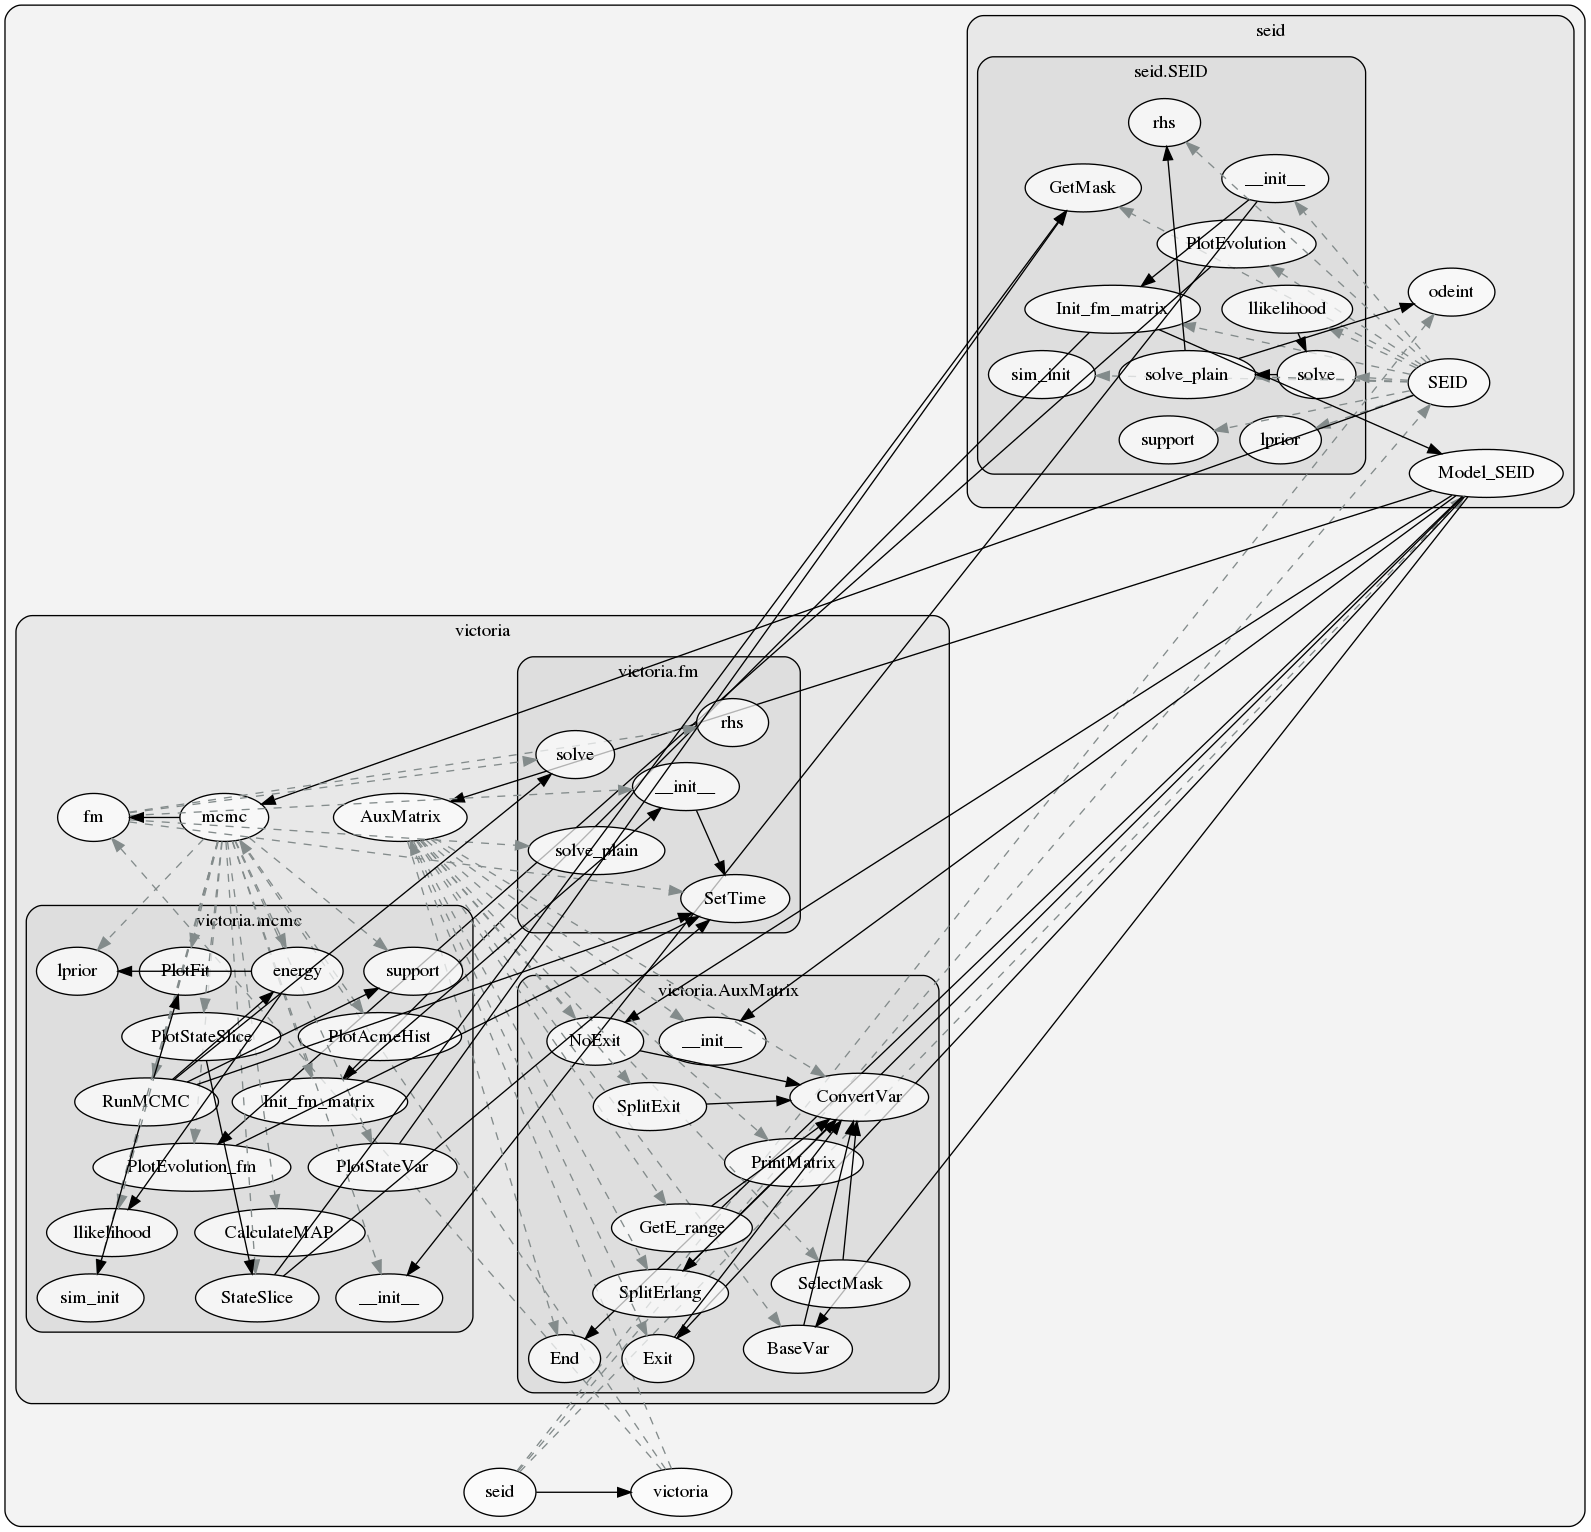 seid
seid.SEID
rhs
__init__
GetMask
PlotEvolution
odeint
Init_fm_matrix
llikelihood
sim_init
solve_plain
solve
SEID
support
lprior
Model_SEID
victoria
victoria.fm
rhs
solve
__init__
fm
mcmc
AuxMatrix
solve_plain
SetTime
victoria.mcmc
lprior
PlotFit
energy
support
victoria.AuxMatrix
PlotStateSlice
PlotAcmeHist
NoExit
__init__
RunMCMC
Init_fm_matrix
SplitExit
ConvertVar
PlotEvolution_fm
PlotStateVar
PrintMatrix
llikelihood
CalculateMAP
GetE_range
sim_init
StateSlice
__init__
SplitErlang
SelectMask
End
Exit
BaseVar
seid
victoria